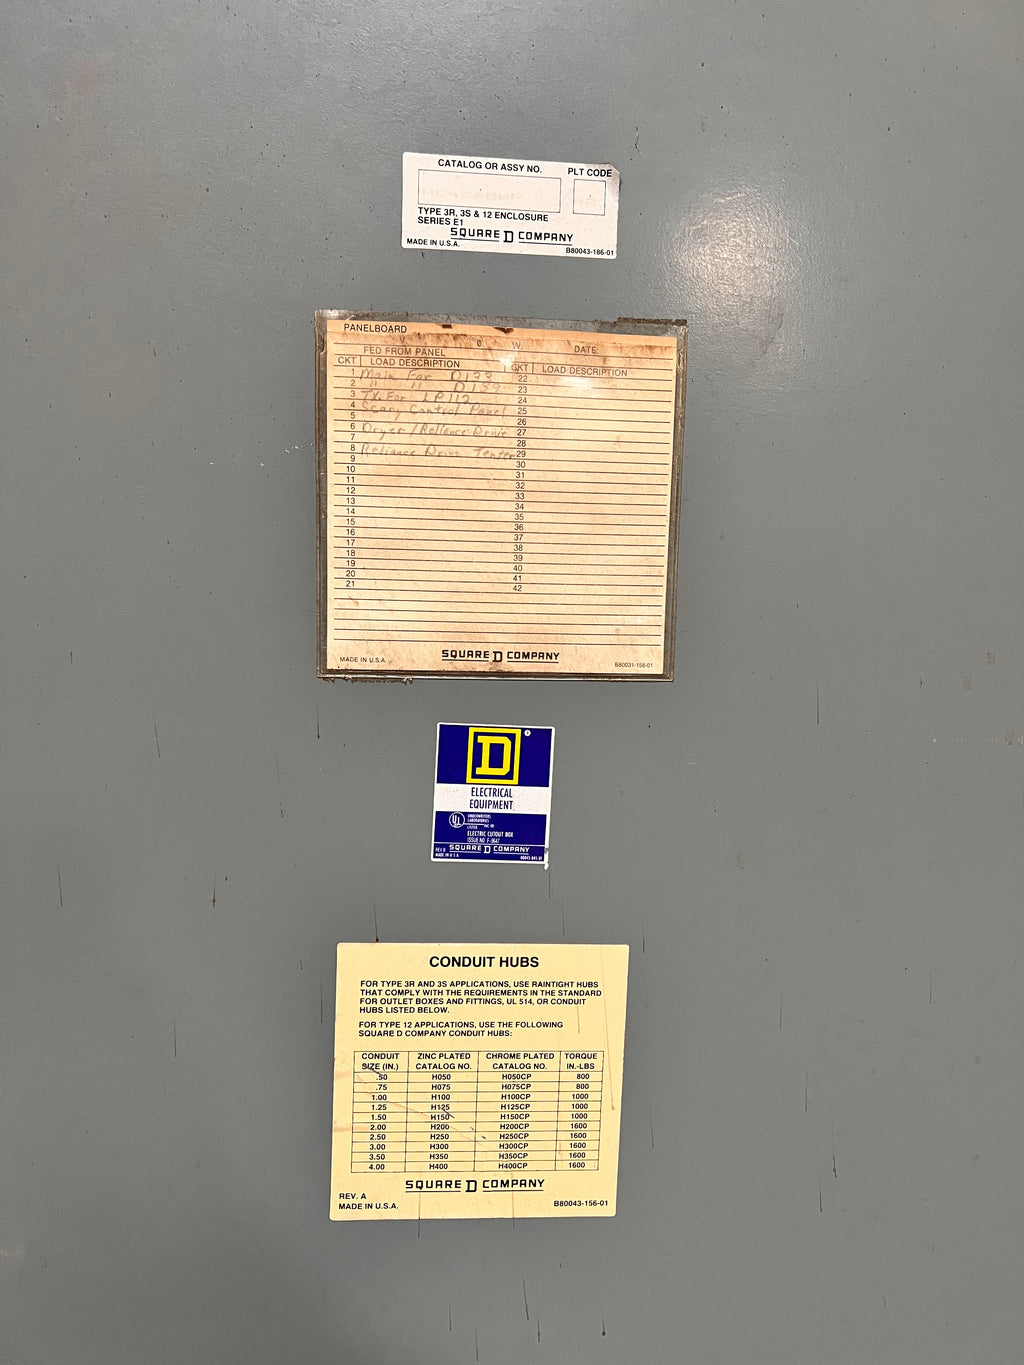 CATALOG OR ASSY NO. PLT CODE
TYPE 3R, 3S & 12 ENCLOSURE
SERIES E1
SQUARE D COMPANY
MADE IN U.S.A. B80043-186-01
PANELBOARD
FED FROM PANEL DATE:
CKT LOAD DESCRIPTION CKT LOAD DESCRIPTION
1 Main For 22
2 " " 23
3 TX. For LP112 24
4 Scary Control Panel 25
5 26
6 Dryer / Reliance Drive 27
7 28
8 Reliance Drive 29
9 30
10 31
11 32
12 33
13 34
14 35
15 36
16 37
17 38
18 39
19 40
20 41
21 42
SQUARE D COMPANY
MADE IN U.S.A. B80031-158-01
D
ELECTRICAL
EQUIPMENT
UL UNDERWRITERS
LABORATORIES
INC.
LISTED
ELECTRIC CUTOUT BOX
ISSUE NO.
SQUARE D COMPANY
MADE IN U.S.A.
CONDUIT HUBS
FOR TYPE 3R AND 3S APPLICATIONS, USE RAINTIGHT HUBS
THAT COMPLY WITH THE REQUIREMENTS IN THE STANDARD
FOR OUTLET BOXES AND FITTINGS, UL 514, OR CONDUIT
HUBS LISTED BELOW.
FOR TYPE 12 APPLICATIONS, USE THE FOLLOWING
SQUARE D COMPANY CONDUIT HUBS:
CONDUIT ZINC PLATED CHROME PLATED TORQUE
SIZE (IN.) CATALOG NO. CATALOG NO. IN.-LBS
.50 H050 H050CP 800
.75 H075 H075CP 800
1.00 H100 H100CP 1000
1.25 H125 H125CP 1000
1.50 H150 H150CP 1000
2.00 H200 H200CP 1600
2.50 H250 H250CP 1600
3.00 H300 H300CP 1600
3.50 H350 H350CP 1600
4.00 H400 H400CP 1600
SQUARE D COMPANY
REV. A
MADE IN U.S.A. B80043-156-01